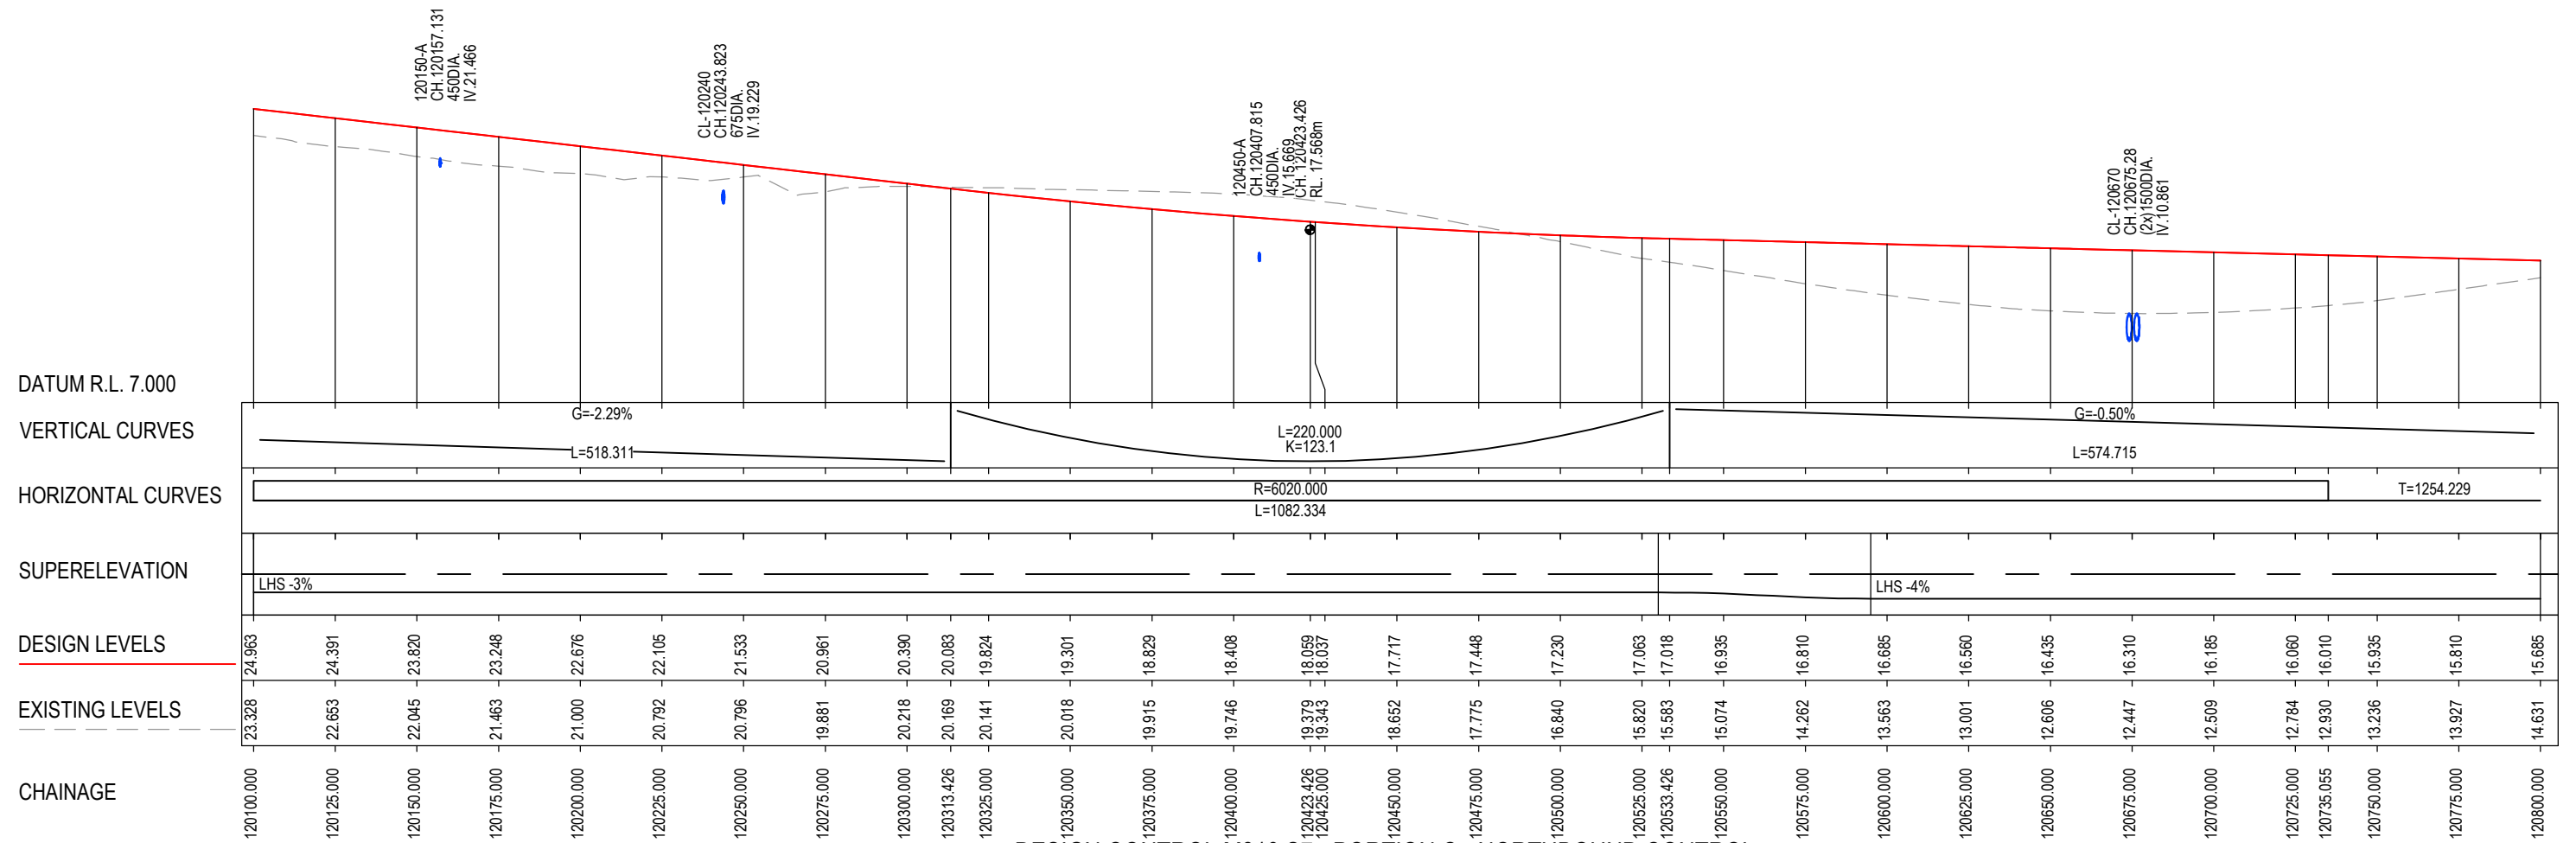 120150-A
CH.120157.131
450DIA.
IV.21.466
CL-120240
CH.120243.823
675DIA.
IV.19.229
120450-A
CH.120407.815
450DIA.
IV.15.669
CH. 120423.426
RL. 17.568m
CL-120670
CH.120675.28
(2x)1500DIA.
IV.10.861
DATUM R.L. 7.000
VERTICAL CURVES
G=-2.29%
L=518.311
L=220.000
K=123.1
G=-0.50%
L=574.715
HORIZONTAL CURVES
R=6020.000
L=1082.334
T=1254.229
SUPERELEVATION
LHS -3%
LHS -4%
DESIGN LEVELS
24.963 24.391 23.820 23.248 22.676 22.105 21.533 20.961 20.390 20.083 19.824 19.301 18.829 18.408 18.059 18.037 17.717 17.448 17.230 17.063 17.018 16.935 16.810 16.685 16.560 16.435 16.310 16.185 16.060 16.010 15.935 15.810 15.685
EXISTING LEVELS
23.328 22.653 22.045 21.463 21.000 20.792 20.796 19.881 20.218 20.169 20.141 20.018 19.915 19.746 19.379 19.343 18.652 17.775 16.840 15.820 15.583 15.074 14.262 13.563 13.001 12.606 12.447 12.509 12.784 12.930 13.236 13.927 14.631
CHAINAGE
120100.000 120125.000 120150.000 120175.000 120200.000 120225.000 120250.000 120275.000 120300.000 120313.426 120325.000 120350.000 120375.000 120400.000 120423.426 120425.000 120450.000 120475.000 120500.000 120525.000 120533.426 120550.000 120575.000 120600.000 120625.000 120650.000 120675.000 120700.000 120725.000 120735.055 120750.000 120775.000 120800.000